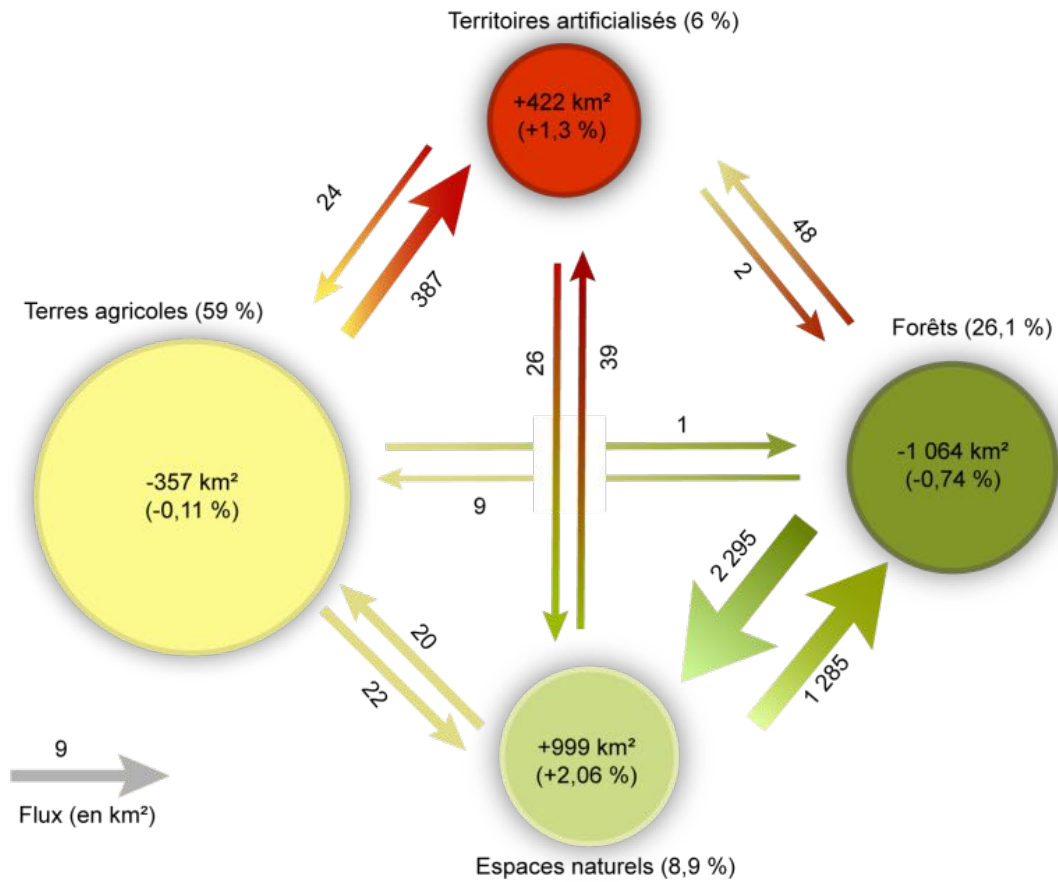 Territoires artificialisés (6 %)
+422 km²
(+1,3 %)
24
387
48
2
Terres agricoles (59 %)
Forêts (26,1 %)
26
39
1
-357 km²
(-0,11 %)
-1 064 km²
(-0,74 %)
9
2 295
1 285
20
22
+999 km²
(+2,06 %)
9
Flux (en km²)
Espaces naturels (8,9 %)